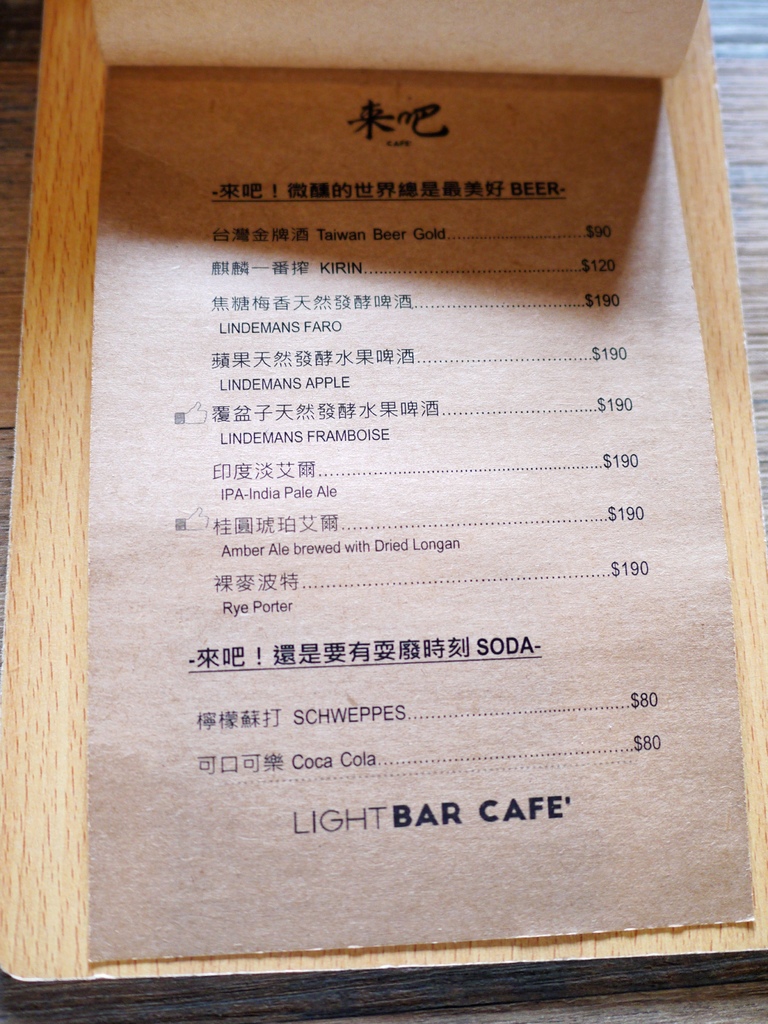 来吧
CAFE
-來吧！微醺的世界總是最美好 BEER-
台灣金牌酒 Taiwan Beer Gold..............................$90
麒麟一番搾 KIRIN..............................................$120
焦糖梅香天然發酵啤酒....................................$190
LINDEMANS FARO
蘋果天然發酵水果啤酒....................................$190
LINDEMANS APPLE
覆盆子天然發酵水果啤酒................................$190
LINDEMANS FRAMBOISE
印度淡艾爾........................................................$190
IPA-India Pale Ale
桂圓琥珀艾爾....................................................$190
Amber Ale brewed with Dried Longan
裸麥波特............................................................$190
Rye Porter
-來吧！還是要有耍廢時刻 SODA-
檸檬蘇打 SCHWEPPES............................................$80
可口可樂 Coca Cola..................................................$80
LIGHT BAR CAFE'